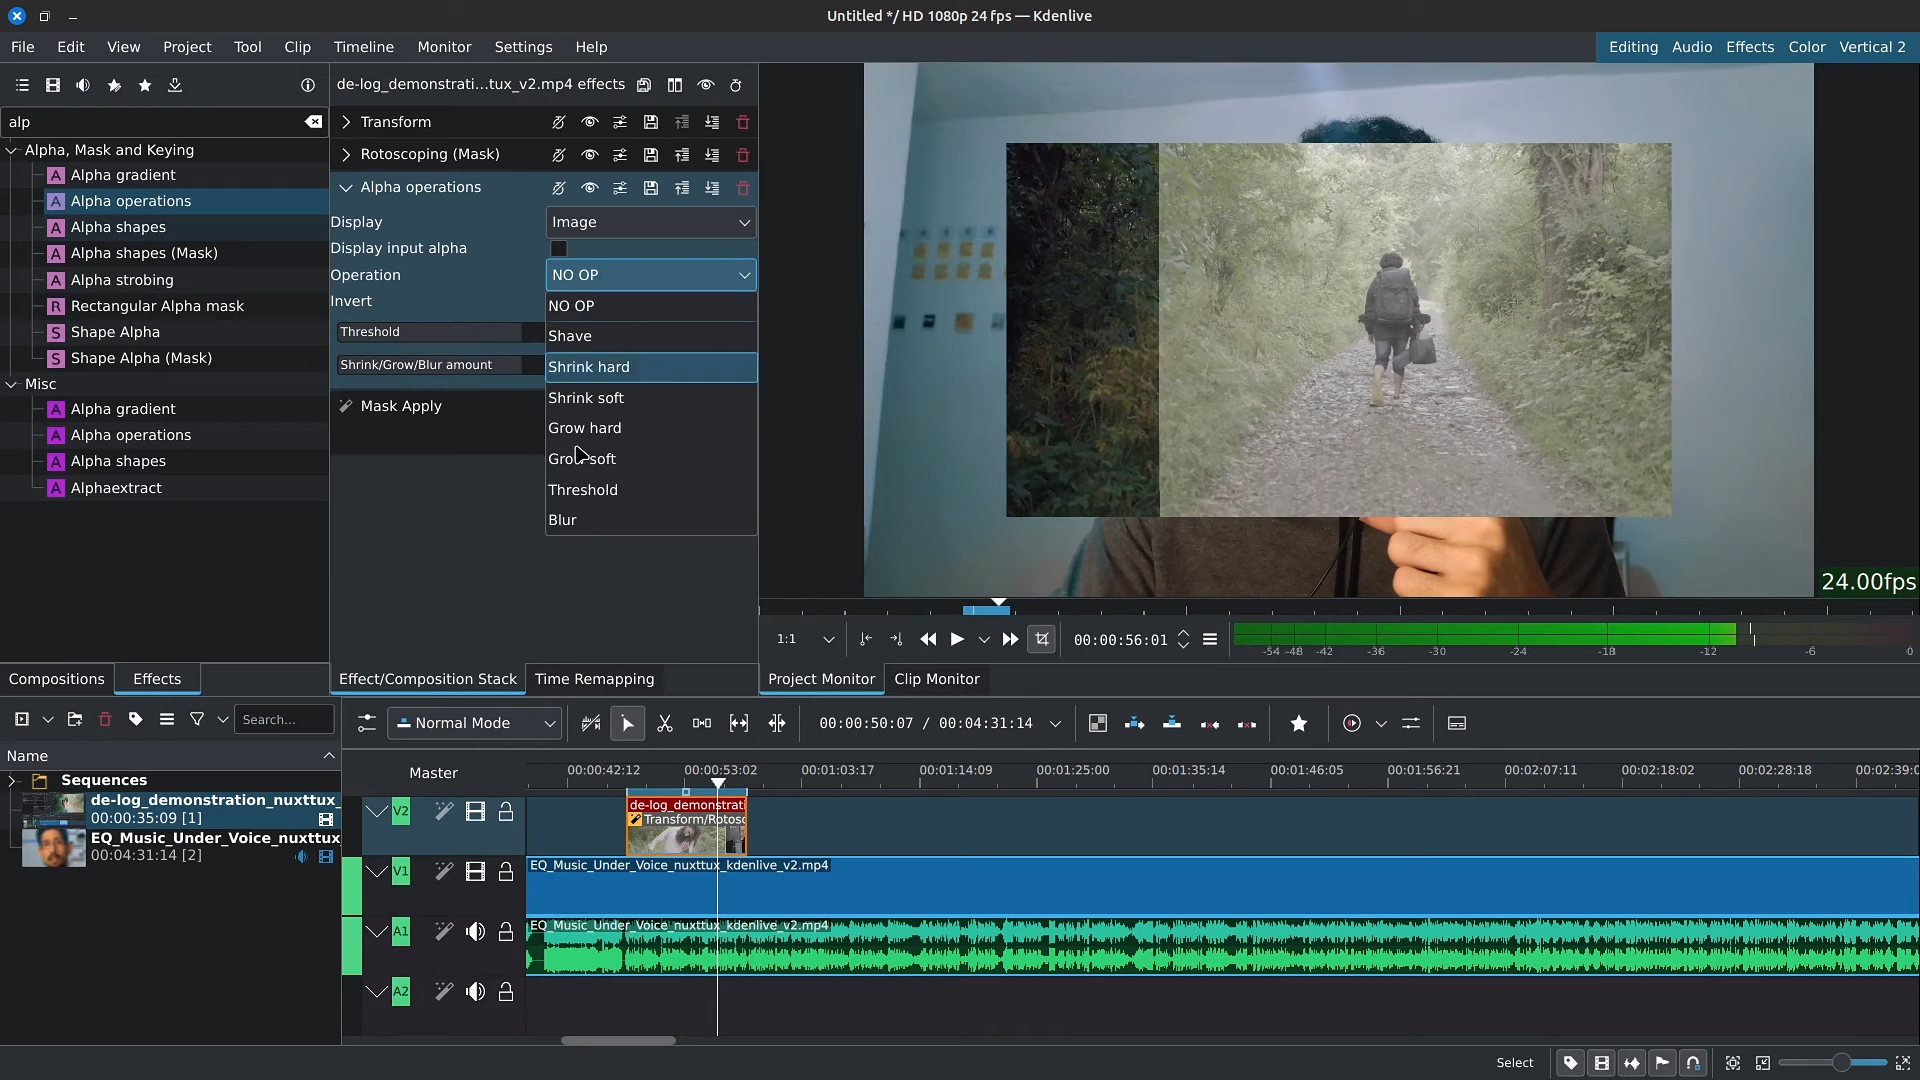 Untitled */ HD 1080p 24 fps — Kdenlive
File Edit View Project Tool Clip Timeline Monitor Settings Help
Editing Audio Effects Color Vertical 2
de-log_demonstrati...tux_v2.mp4 effects
alp
Alpha, Mask and Keying
A Alpha gradient
A Alpha operations
A Alpha shapes
A Alpha shapes (Mask)
A Alpha strobing
R Rectangular Alpha mask
S Shape Alpha
S Shape Alpha (Mask)
Misc
A Alpha gradient
A Alpha operations
A Alpha shapes
A Alphaextract
Transform
Rotoscoping (Mask)
Alpha operations
Display Image
Display input alpha
Operation NO OP
Invert
Threshold
Shrink/Grow/Blur amount
Mask Apply
NO OP
Shave
Shrink hard
Shrink soft
Grow hard
Grow soft
Threshold
Blur
24.00fps
1:1
00:00:56:01
-54 -48 -42 -36 -30 -24 -18 -12 -6 0
Compositions Effects
Effect/Composition Stack Time Remapping
Project Monitor Clip Monitor
Search...
Normal Mode
00:00:50:07 / 00:04:31:14
Name
Sequences
de-log_demonstration_nuxttux_
00:00:35:09 [1]
EQ_Music_Under_Voice_nuxttux
00:04:31:14 [2]
Master
00:00:42:12 00:00:53:02 00:01:03:17 00:01:14:09 00:01:25:00 00:01:35:14 00:01:46:05 00:01:56:21 00:02:07:11 00:02:18:02 00:02:28:18 00:02:39:0
V2
de-log_demonstrati
Transform/Rotosc
V1
EQ_Music_Under_Voice_nuxttux_kdenlive_v2.mp4
A1
EQ_Music_Under_Voice_nuxttux_kdenlive_v2.mp4
A2
Select